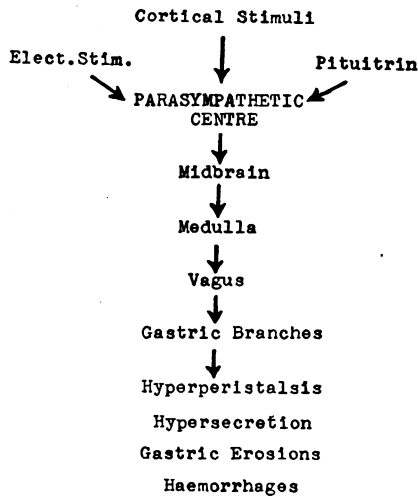 Cortical Stimuli
Elect.Stim.
Pituitrin
PARASYMPATHETIC
CENTRE
Midbrain
Medulla
Vagus
Gastric Branches
Hyperperistalsis
Hypersecretion
Gastric Erosions
Haemorrhages